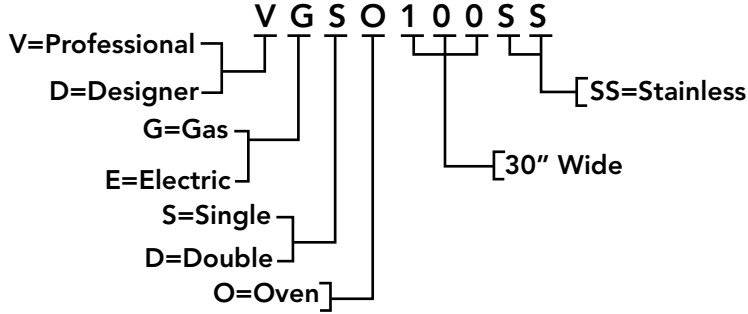 V G S O 1 0 0 S S
V=Professional
D=Designer
SS=Stainless
G=Gas
30” Wide
E=Electric
S=Single
D=Double
O=Oven